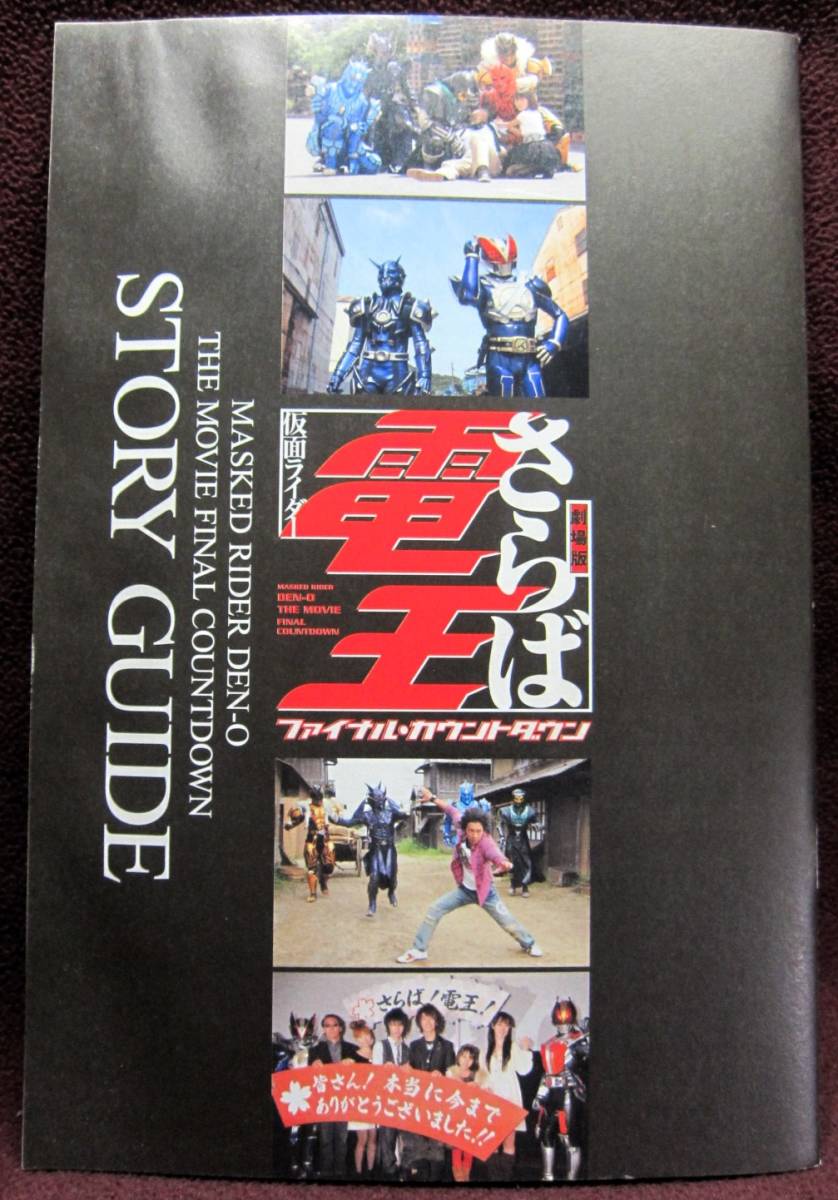 MASKED RIDER DEN-O
THE MOVIE FINAL COUNTDOWN
STORY GUIDE
劇場版
さらば
仮面ライダー
電王
MASKED RIDER
DEN-O
THE MOVIE
FINAL
COUNTDOWN
ファイナル・カウントダウン
さらば!電王!
皆さん!本当に今まで
ありがとうございました!!